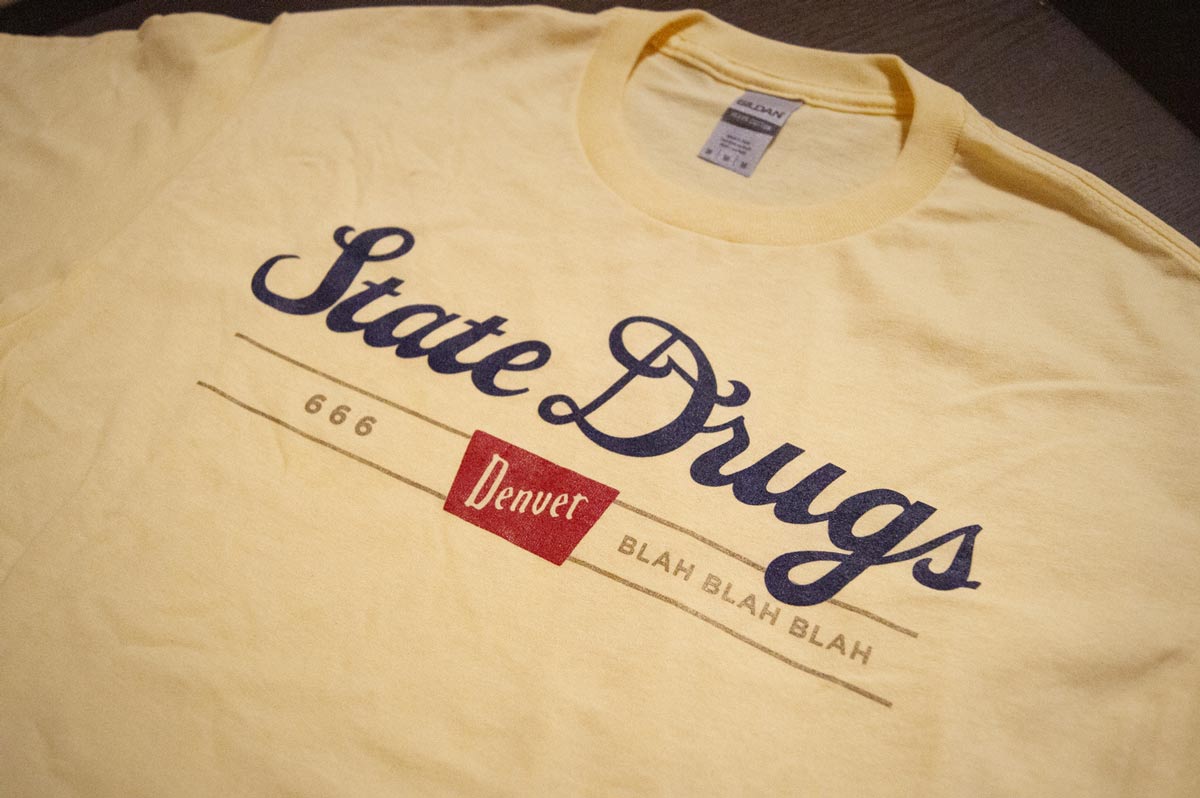 GILDAN
State Drugs
666
Denver
BLAH BLAH BLAH